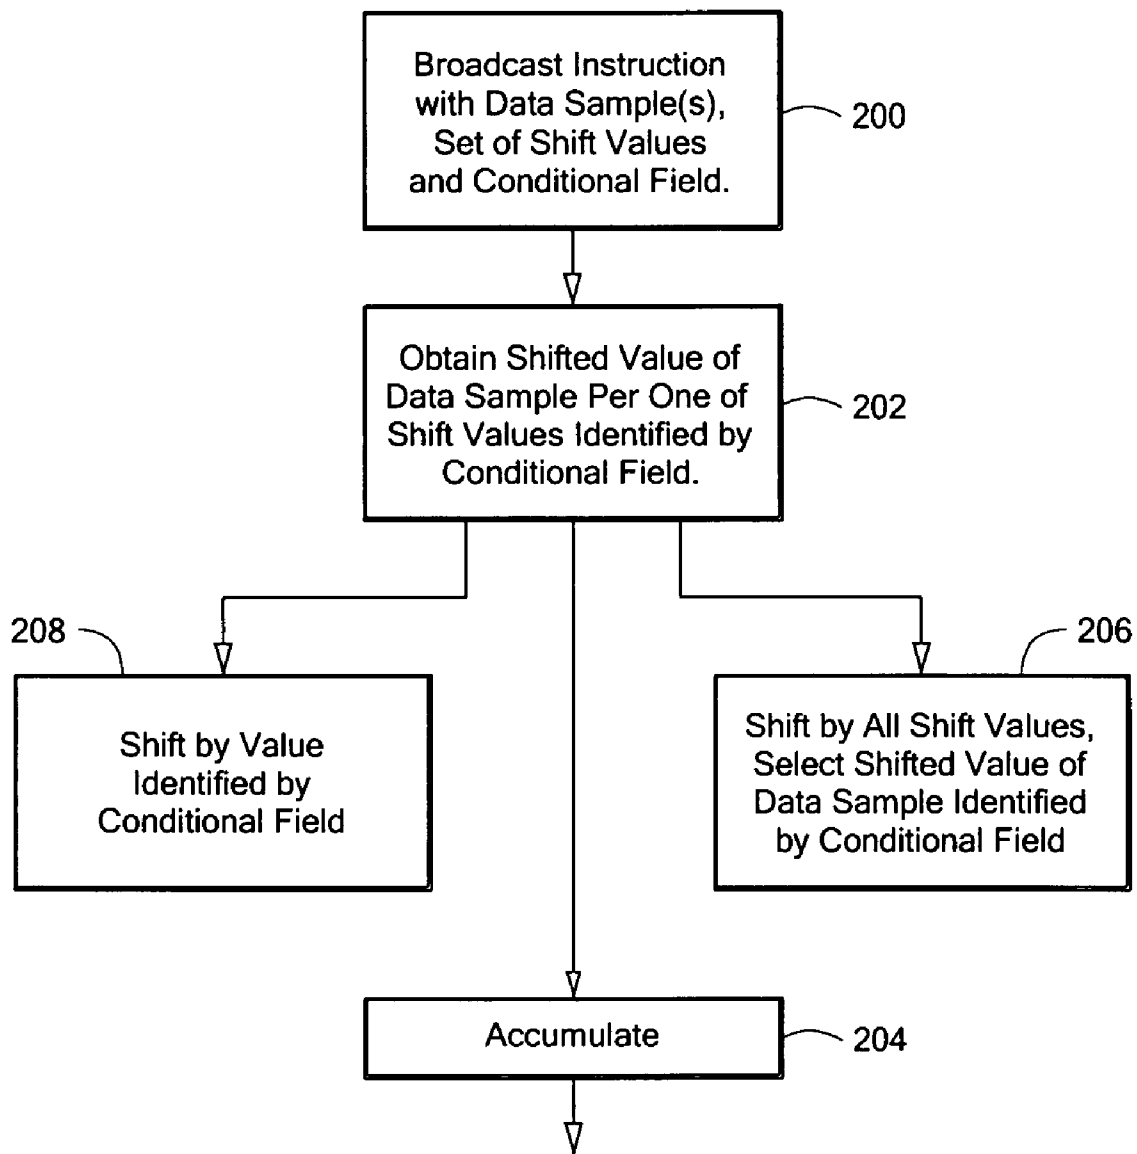 Broadcast Instruction
with Data Sample(s),
Set of Shift Values
and Conditional Field.
200
Obtain Shifted Value of
Data Sample Per One of
Shift Values Identified by
Conditional Field.
202
208
206
Shift by Value
Identified by
Conditional Field
Shift by All Shift Values,
Select Shifted Value of
Data Sample Identified
by Conditional Field
Accumulate
204